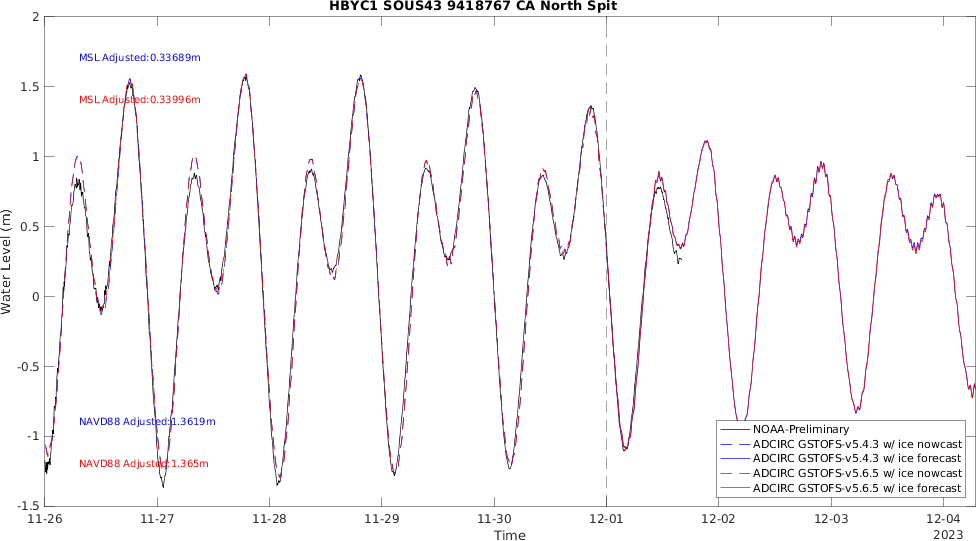 HBYC1 SOUS43 9418767 CA North Spit
2
1.5
1
0.5
0
-0.5
-1
-1.5
Water Level (m)
MSL Adjusted:0.33689m
MSL Adjusted:0.33996m
NAVD88 Adjusted:1.3619m
NAVD88 Adjusted:1.365m
NOAA-Preliminary
ADCIRC GSTOFS-v5.4.3 w/ ice nowcast
ADCIRC GSTOFS-v5.4.3 w/ ice forecast
ADCIRC GSTOFS-v5.6.5 w/ ice nowcast
ADCIRC GSTOFS-v5.6.5 w/ ice forecast
11-26 11-27 11-28 11-29 11-30 12-01 12-02 12-03 12-04
Time
2023